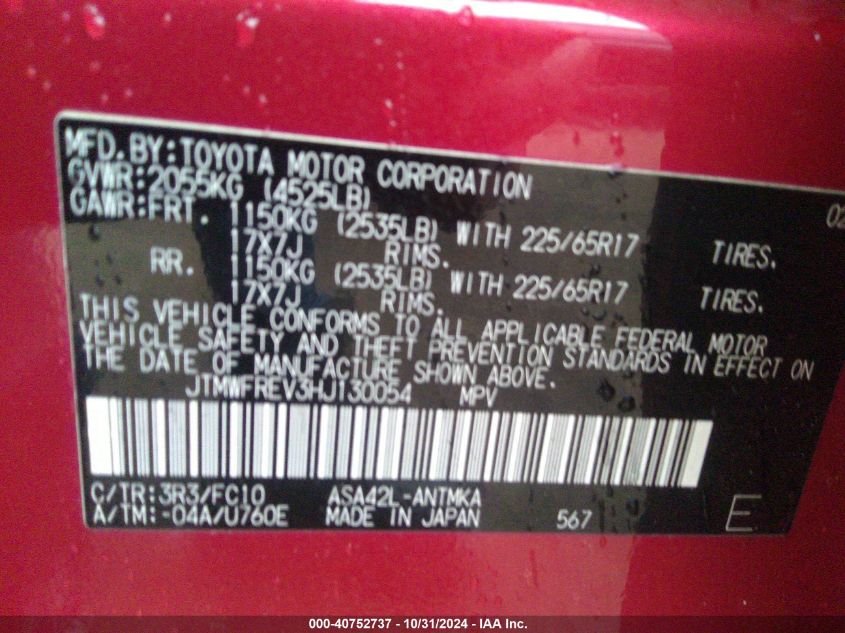 MFD. BY: TOYOTA MOTOR CORPORATION 02
GVWR: 2055KG (4525LB)
GAWR: FRT. 1150KG (2535LB) WITH 225/65R17 TIRES.
17X7J RIMS.
RR. 1150KG (2535LB) WITH 225/65R17 TIRES.
17X7J RIMS.
THIS VEHICLE CONFORMS TO ALL APPLICABLE FEDERAL MOTOR
VEHICLE SAFETY AND THEFT PREVENTION STANDARDS IN EFFECT ON
THE DATE OF MANUFACTURE SHOWN ABOVE.
JTMWFREV3HJ130054 MPV
C/TR: 3R3/FC10 ASA42L-ANTMKA
A/TM: -04A/U760E MADE IN JAPAN 567 E
000-40752737 - 10/31/2024 - IAA Inc.